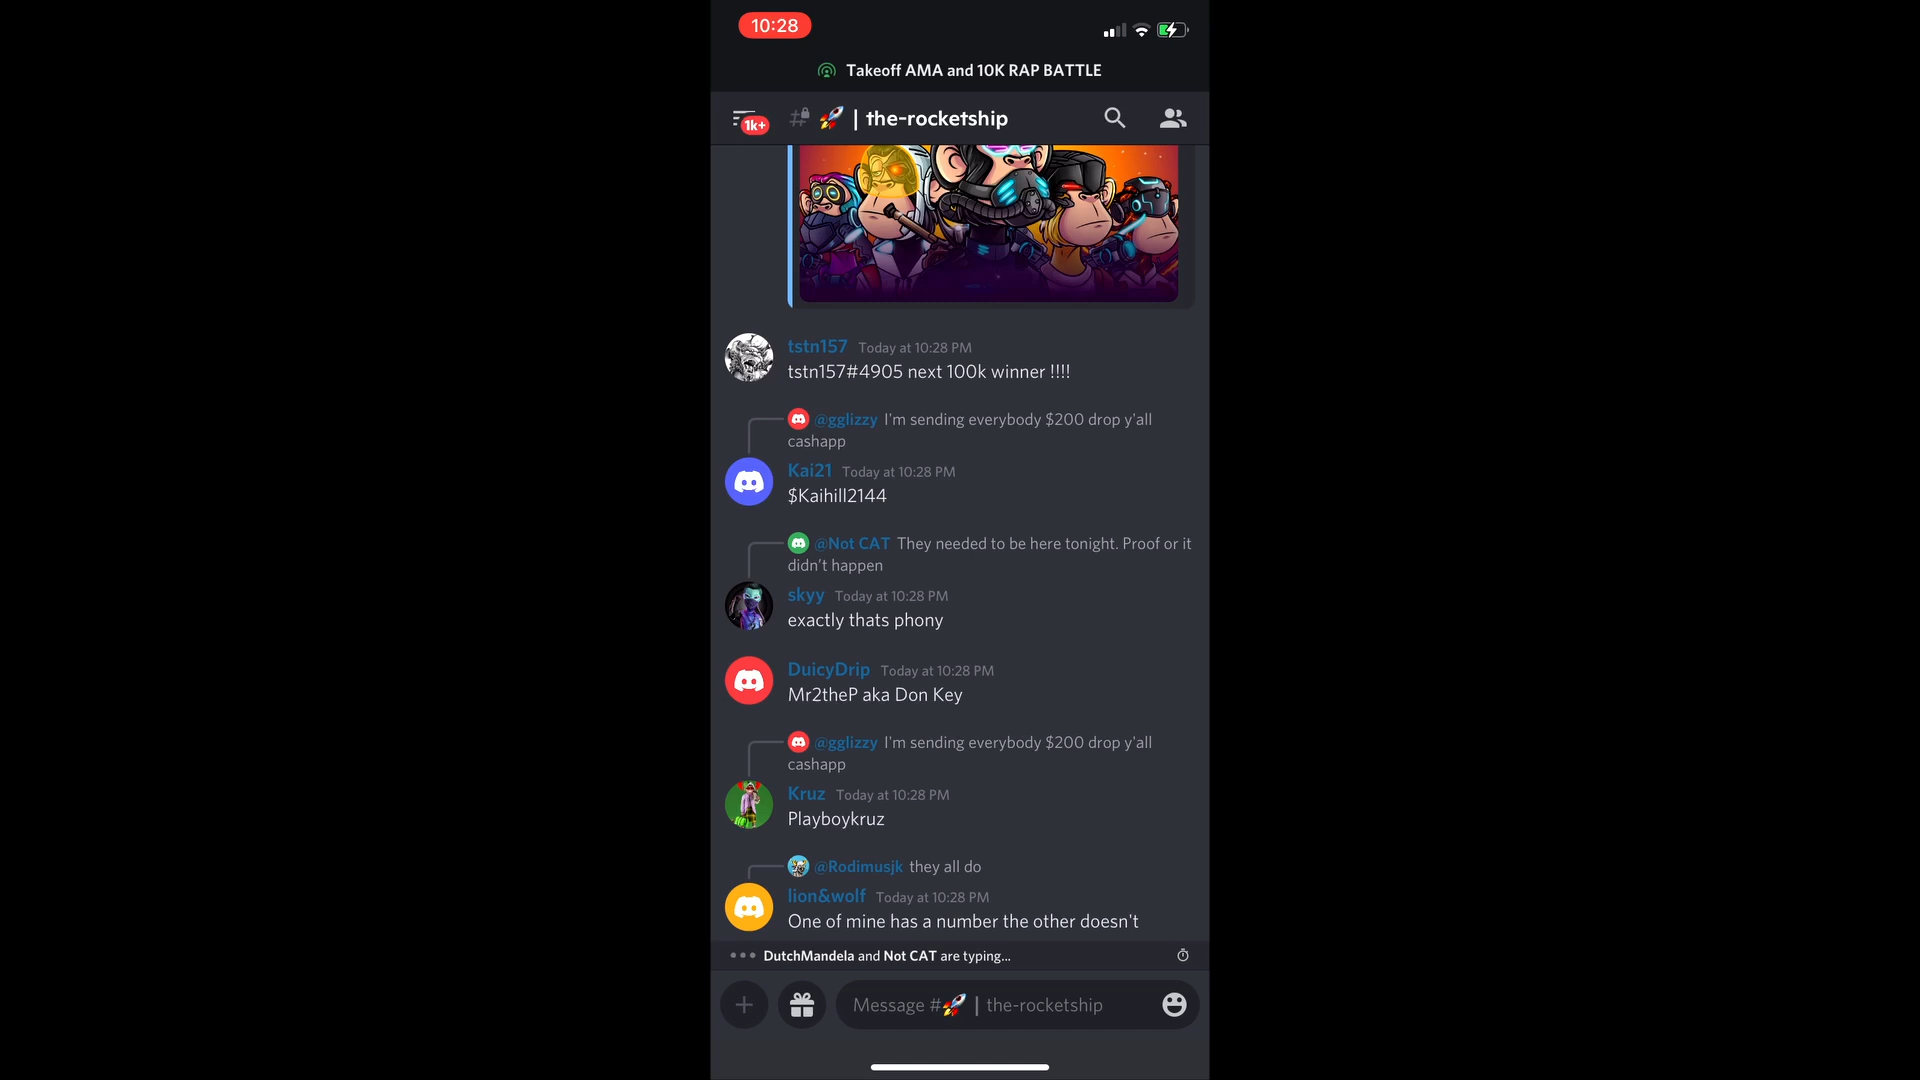 10:28
Takeoff AMA and 10K RAP BATTLE
1k+
# 🚀 | the-rocketship
tstn157 Today at 10:28 PM
tstn157#4905 next 100k winner !!!!
@gglizzy I'm sending everybody $200 drop y'all
cashapp
Kai21 Today at 10:28 PM
$Kaihill2144
@Not CAT They needed to be here tonight. Proof or it
didn’t happen
skyy Today at 10:28 PM
exactly thats phony
DuicyDrip Today at 10:28 PM
Mr2theP aka Don Key
@gglizzy I'm sending everybody $200 drop y'all
cashapp
Kruz Today at 10:28 PM
Playboykruz
@Rodimusjk they all do
lion&wolf Today at 10:28 PM
One of mine has a number the other doesn't
DutchMandela and Not CAT are typing...
Message #🚀 | the-rocketship